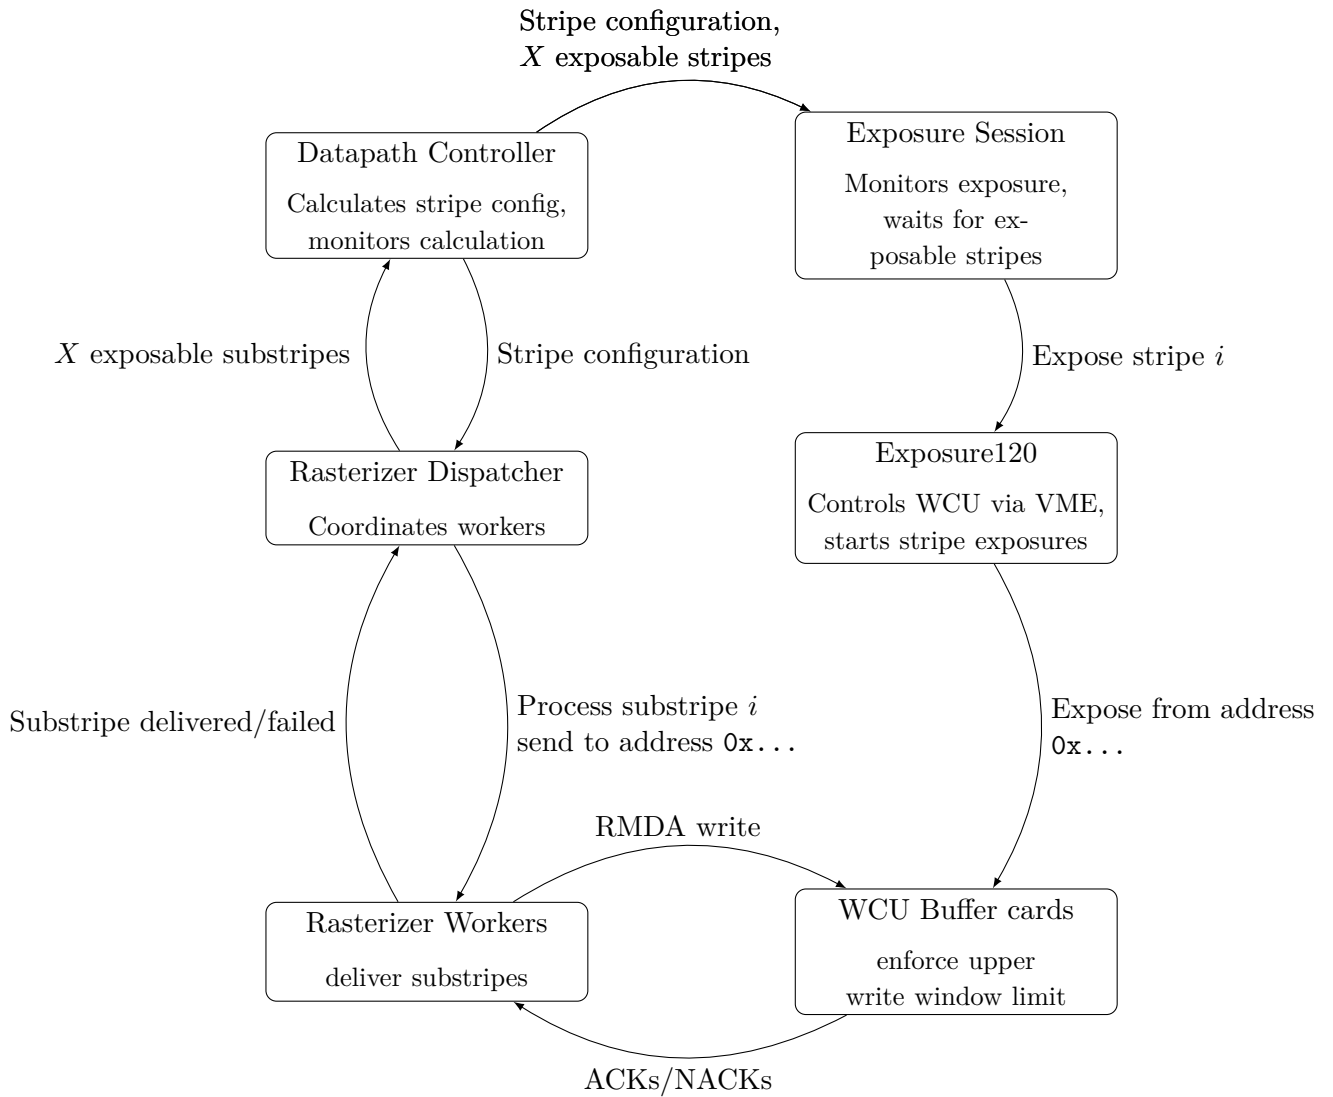 Stripe configuration,
X exposable stripes
Datapath Controller
Calculates stripe config,
monitors calculation
Exposure Session
Monitors exposure,
waits for ex-
posable stripes
X exposable substripes
Stripe configuration
Expose stripe i
Rasterizer Dispatcher
Coordinates workers
Exposure120
Controls WCU via VME,
starts stripe exposures
Substripe delivered/failed
Process substripe i
send to address 0x...
Expose from address
0x...
RMDA write
Rasterizer Workers
deliver substripes
WCU Buffer cards
enforce upper
write window limit
ACKs/NACKs